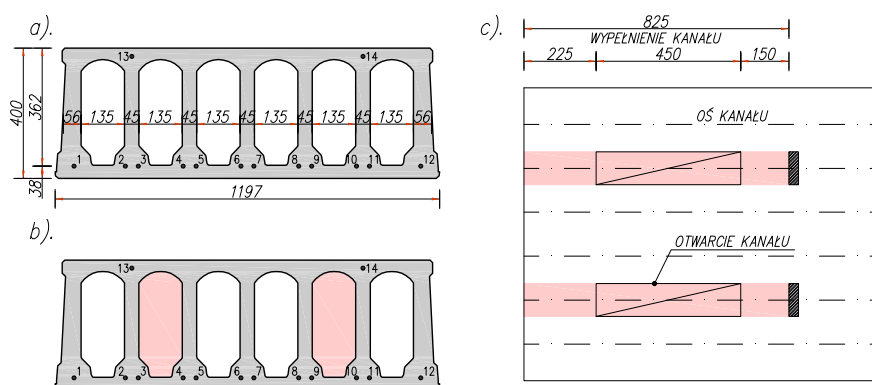 a).
13
14
400
362
38
56 135 45 135 45 135 45 135 45 135 45 135 56
1 2 3 4 5 6 7 8 9 10 11 12
1197
b).
13
14
1 2 3 4 5 6 7 8 9 10 11 12
c).
825
WYPEŁNIENIE KANAŁU
225 450 150
OŚ KANAŁU
OTWARCIE KANAŁU